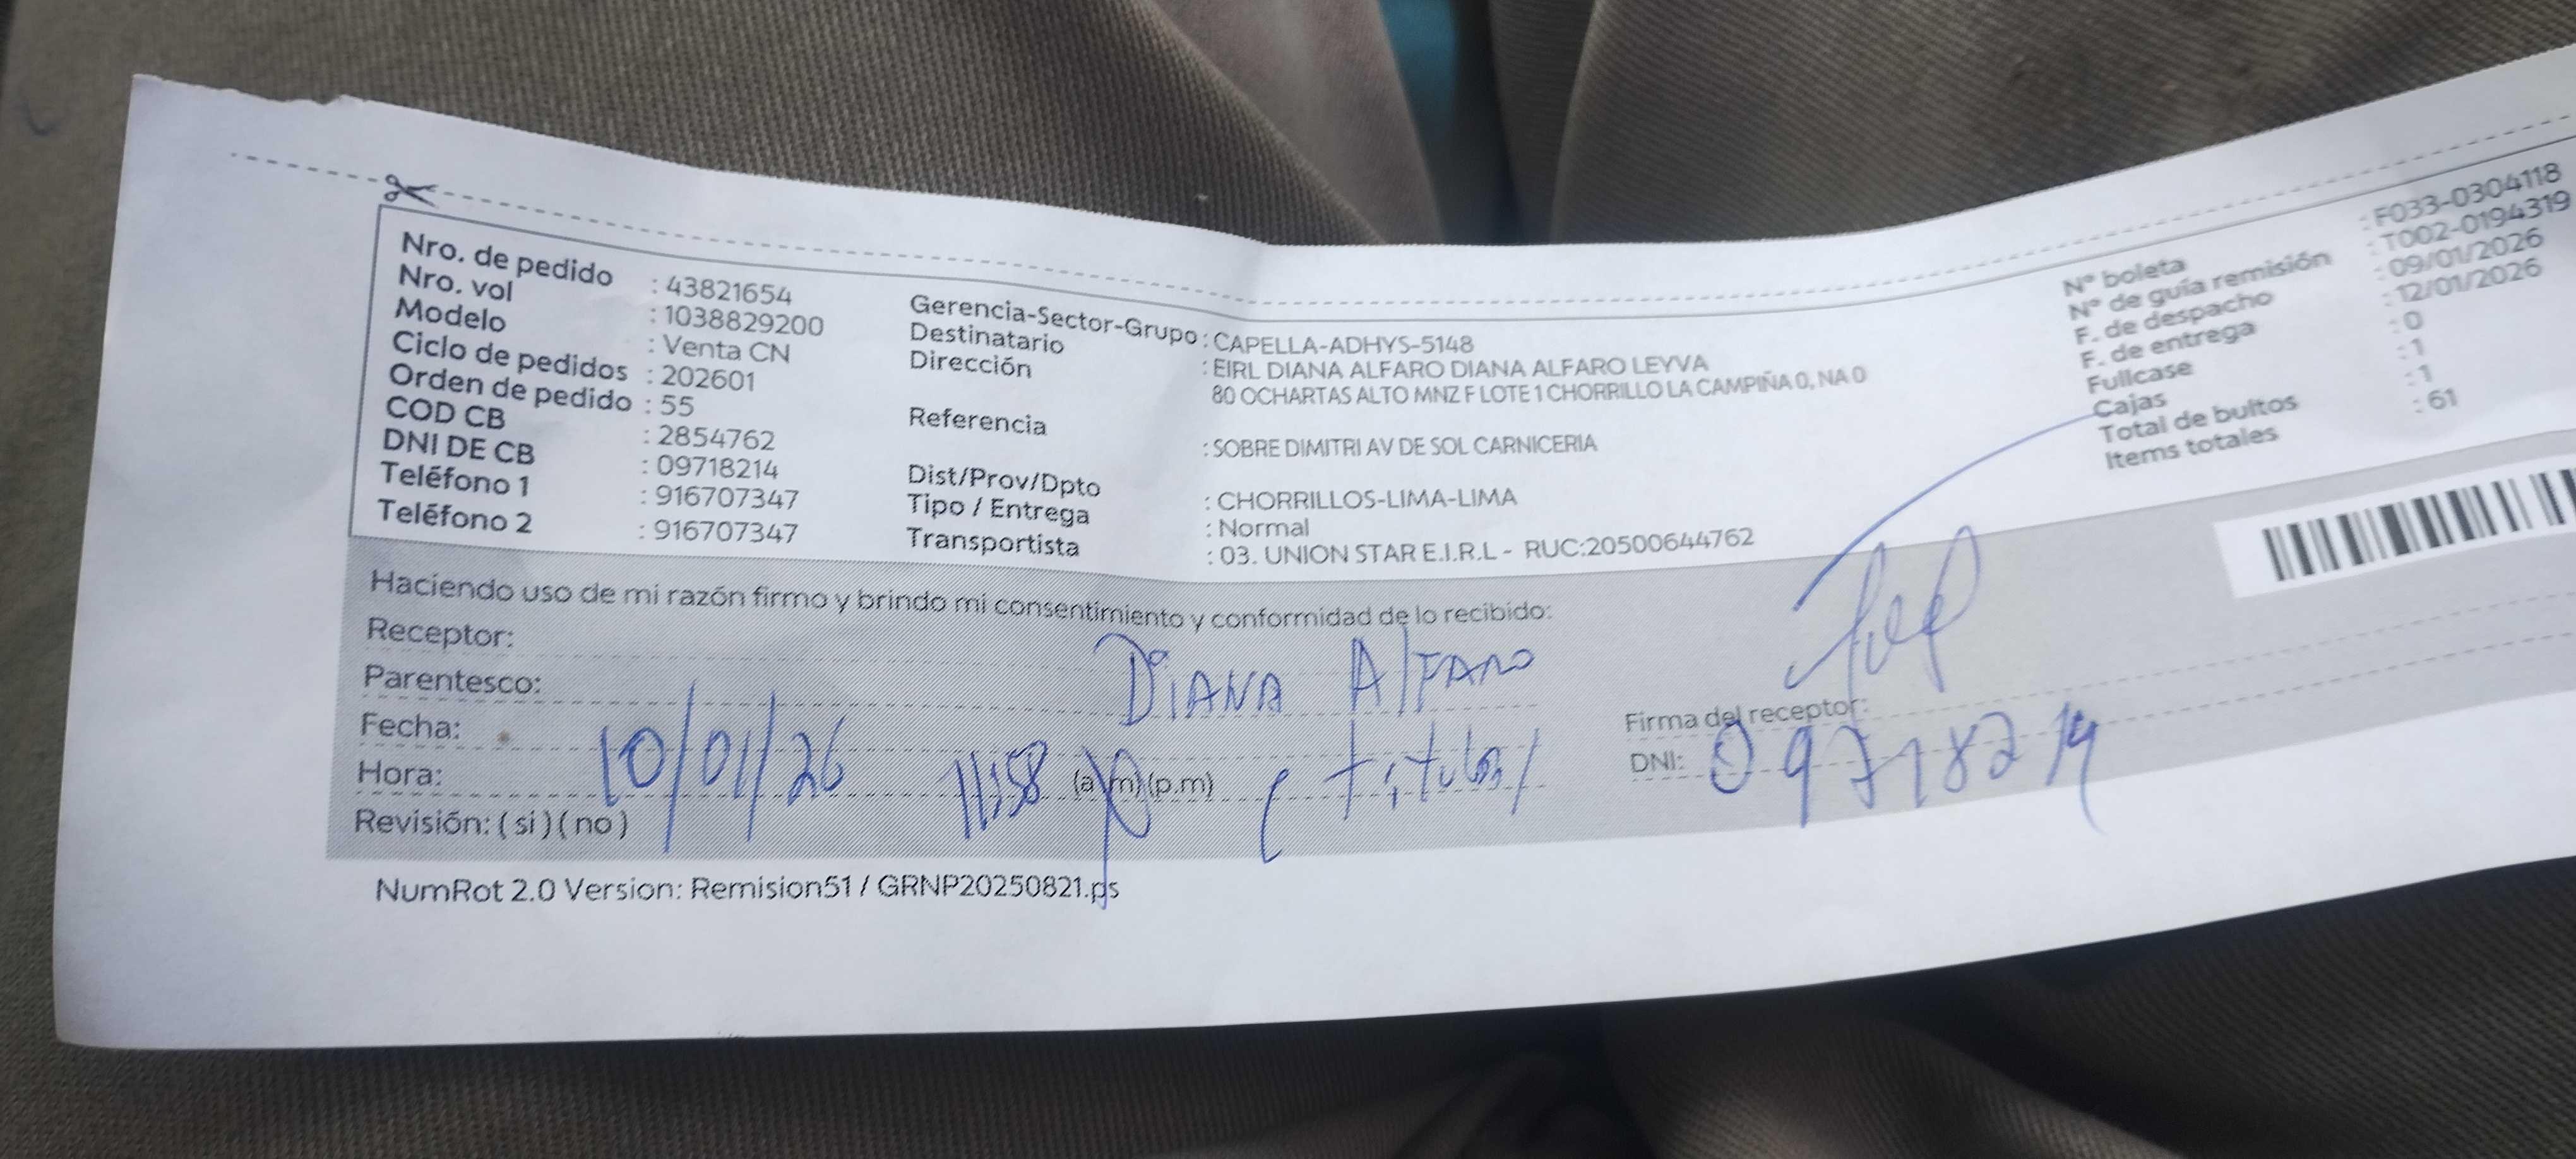 Nro. de pedido : 43821654
Nro. vol : 1038829200
Modelo : Venta CN
Ciclo de pedidos : 202601
Orden de pedido : 55
COD CB : 2854762
DNI DE CB : 09718214
Teléfono 1 : 916707347
Teléfono 2 : 916707347
Gerencia-Sector-Grupo : CAPELLA-ADHYS-5148
Destinatario : EIRL DIANA ALFARO DIANA ALFARO LEYVA
Dirección 80 OCHARTAS ALTO MNZ F LOTE 1 CHORRILLO LA CAMPIÑA 0, NA 0
Referencia : SOBRE DIMITRI AV DE SOL CARNICERIA
Dist/Prov/Dpto : CHORRILLOS-LIMA-LIMA
Tipo / Entrega : Normal
Transportista : 03. UNION STAR E.I.R.L - RUC:20500644762
N° boleta : F033-0304118
N° de guía remisión : T002-0194319
F. de despacho : 09/01/2026
F. de entrega : 12/01/2026
Fullcase : 0
Cajas : 1
Total de bultos : 1
Items totales : 61
Haciendo uso de mi razón firmo y brindo mi consentimiento y conformidad de lo recibido:
Receptor: DIANA AlFARO
Parentesco: titular
Fecha: 10/01/26
Hora: 11:58 (a.m)(p.m)
Revisión: ( si ) ( no )
Firma del receptor:
DNI: 09718214
NumRot 2.0 Version: Remision51 / GRNP20250821.ps